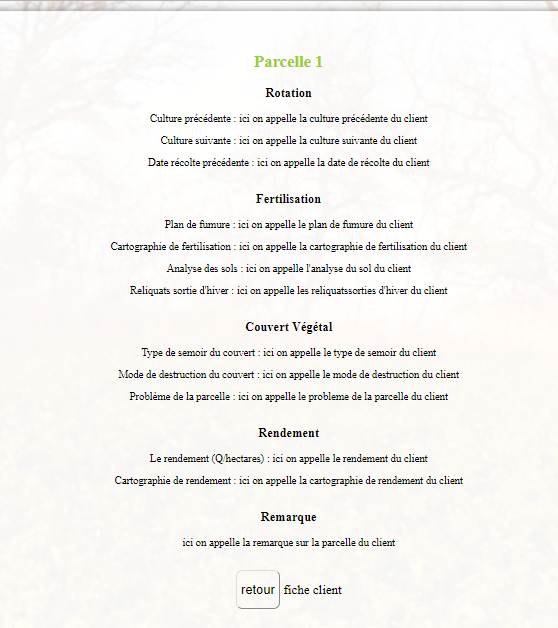 Parcelle 1
Rotation
Culture précédente : ici on appelle la culture précédente du client
Culture suivante : ici on appelle la culture suivante du client
Date récolte précédente : ici on appelle la date de récolte du client
Fertilisation
Plan de fumure : ici on appelle le plan de fumure du client
Cartographie de fertilisation : ici on appelle la cartographie de fertilisation du client
Analyse des sols : ici on appelle l'analyse du sol du client
Reliquats sortie d'hiver : ici on appelle les reliquatssorties d'hiver du client
Couvert Végétal
Type de semoir du couvert : ici on appelle le type de semoir du client
Mode de destruction du couvert : ici on appelle le mode de destruction du client
Problème de la parcelle : ici on appelle le probleme de la parcelle du client
Rendement
Le rendement (Q/hectares) : ici on appelle le rendement du client
Cartographie de rendement : ici on appelle la cartographie de rendement du client
Remarque
ici on appelle la remarque sur la parcelle du client
retour fiche client